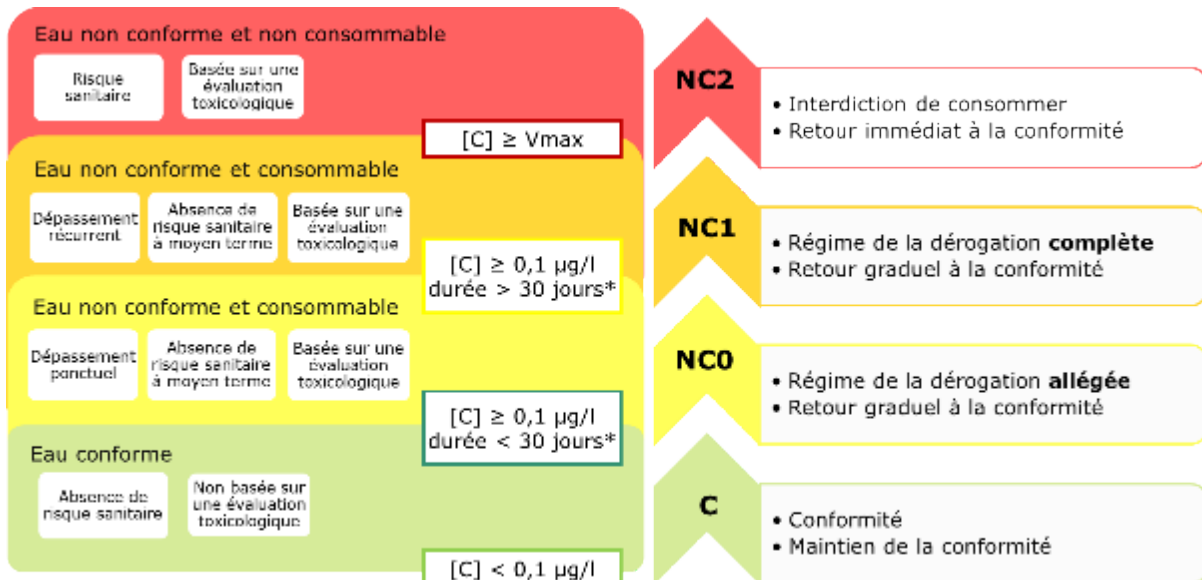 Eau non conforme et non consommable
Risque
sanitaire
Basée sur une
évaluation
toxicologique
[C] ≥ Vmax
Eau non conforme et consommable
Dépassement
récurrent
Absence de
risque sanitaire
à moyen terme
Basée sur une
évaluation
toxicologique
[C] ≥ 0,1 µg/l
durée > 30 jours*
Eau non conforme et consommable
Dépassement
ponctuel
Absence de
risque sanitaire
à moyen terme
Basée sur une
évaluation
toxicologique
[C] ≥ 0,1 µg/l
durée < 30 jours*
Eau conforme
Absence de
risque sanitaire
Non basée sur
une évaluation
toxicologique
[C] < 0,1 µg/l
NC2
• Interdiction de consommer
• Retour immédiat à la conformité
NC1
• Régime de la dérogation complète
• Retour graduel à la conformité
NC0
• Régime de la dérogation allégée
• Retour graduel à la conformité
C
• Conformité
• Maintien de la conformité